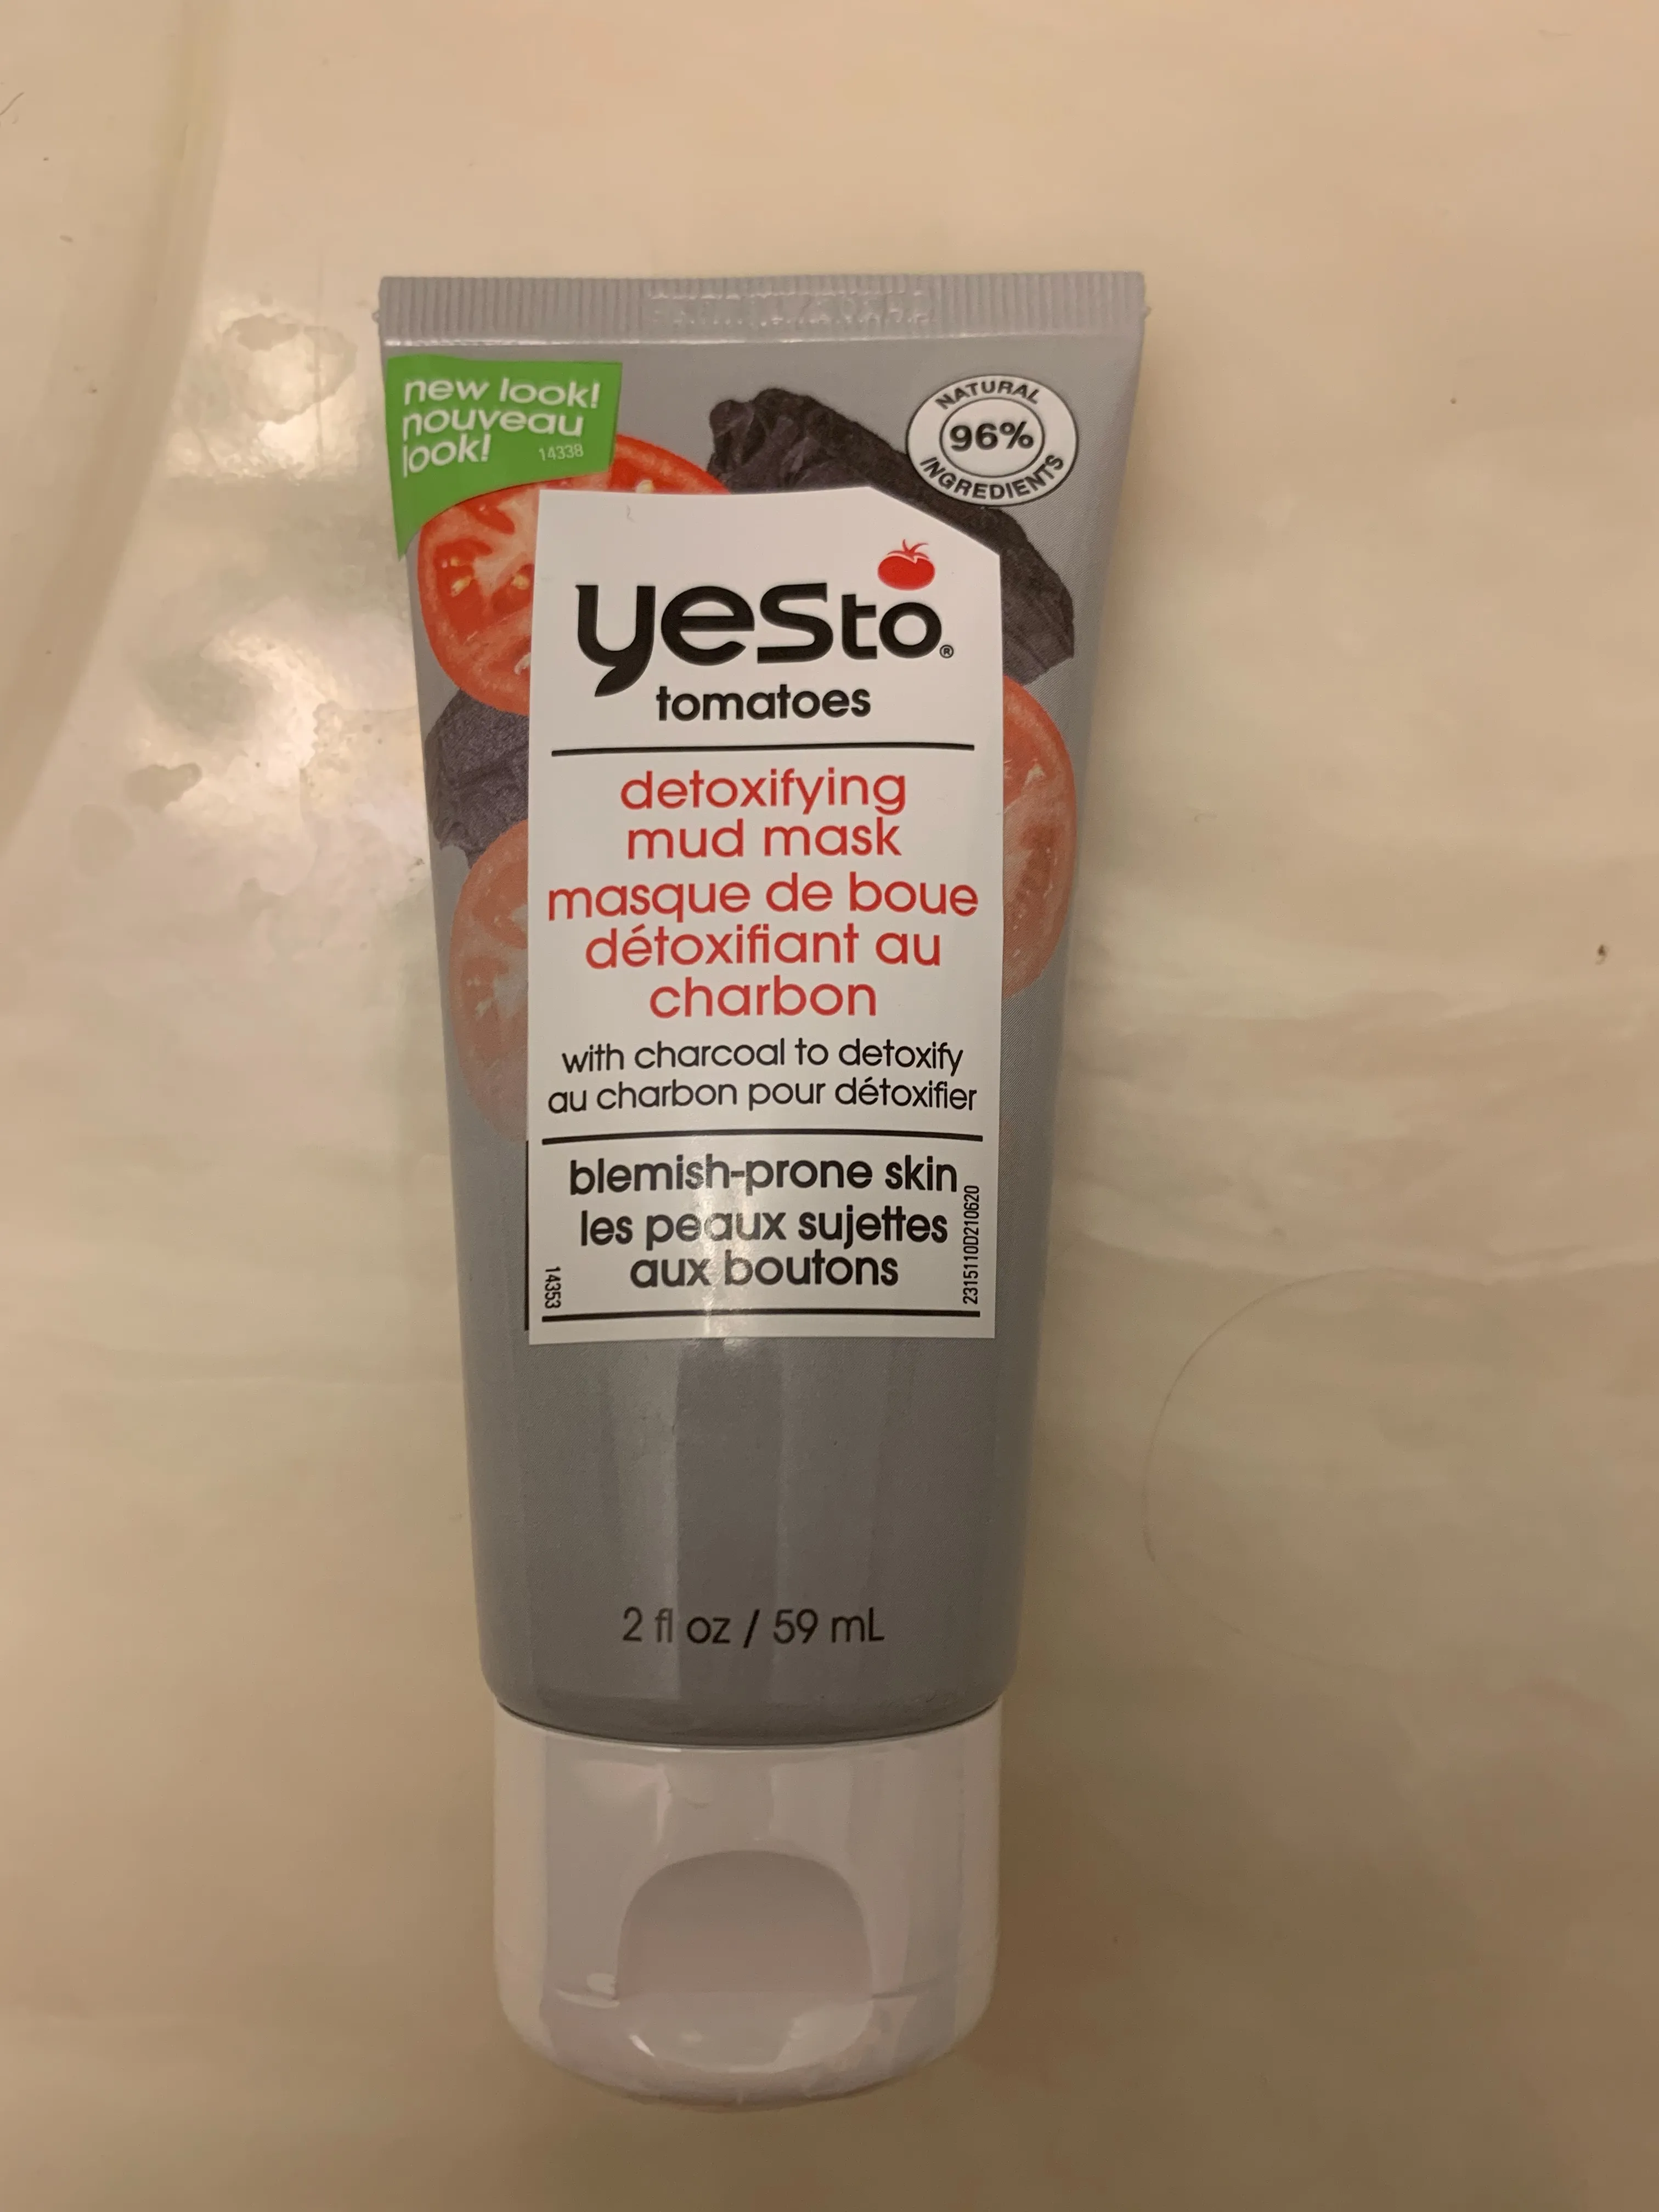 new look!
nouveau
look!
14338
NATURAL
96%
INGREDIENTS
yesto®
tomatoes
detoxifying
mud mask
masque de boue
détoxifiant au
charbon
with charcoal to detoxify
au charbon pour détoxifier
blemish-prone skin
les peaux sujettes
aux boutons
14353
2315110D210620
2 fl oz / 59 mL